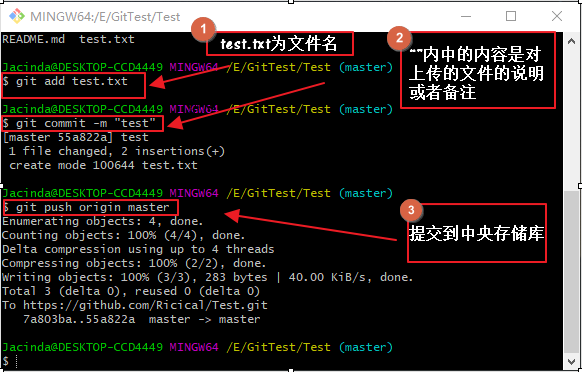 MINGW64:/E/GitTest/Test
README.md test.txt
1
test.txt为文件名
2
“”内中的内容是对
上传的文件的说明
或者备注
Jacinda@DESKTOP-CCD4449 MINGW64 /E/GitTest/Test (master)
$ git add test.txt
Jacinda@DESKTOP-CCD4449 MINGW64 /E/GitTest/Test (master)
$ git commit -m "test"
[master 55a822a] test
1 file changed, 2 insertions(+)
create mode 100644 test.txt
Jacinda@DESKTOP-CCD4449 MINGW64 /E/GitTest/Test (master)
$ git push origin master
3
提交到中央存储库
Enumerating objects: 4, done.
Counting objects: 100% (4/4), done.
Delta compression using up to 4 threads
Compressing objects: 100% (2/2), done.
Writing objects: 100% (3/3), 283 bytes | 40.00 KiB/s, done.
Total 3 (delta 0), reused 0 (delta 0)
To https://github.com/Ricical/Test.git
7a803ba..55a822a master -> master
Jacinda@DESKTOP-CCD4449 MINGW64 /E/GitTest/Test (master)
$